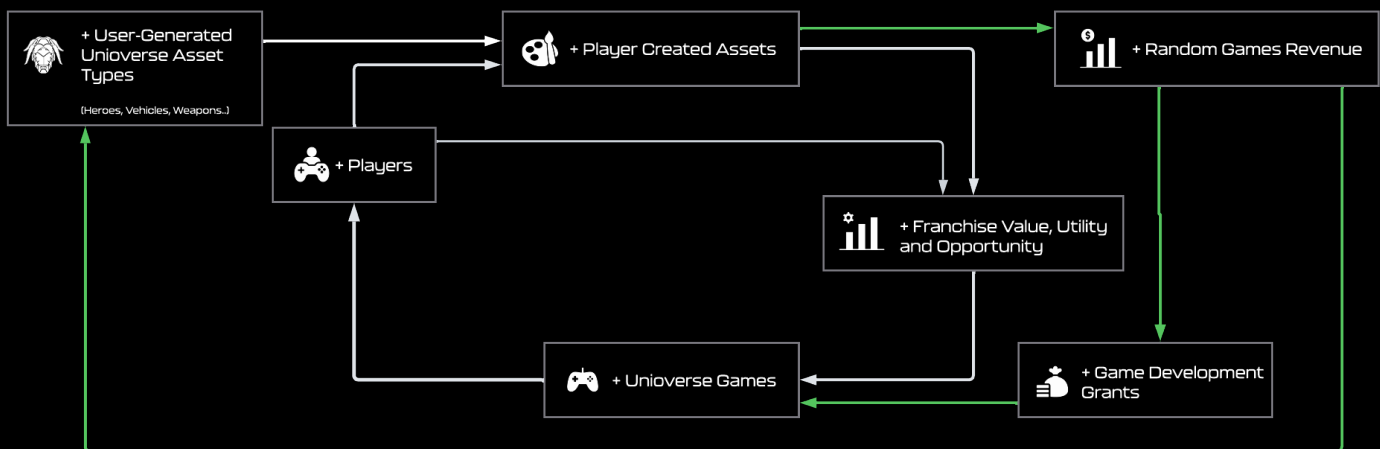 + User-Generated
Unioverse Asset
Types
(Heroes, Vehicles, Weapons..)
+ Player Created Assets
$
+ Random Games Revenue
+ Players
+ Franchise Value, Utility
and Opportunity
+ Unioverse Games
+ Game Development
Grants